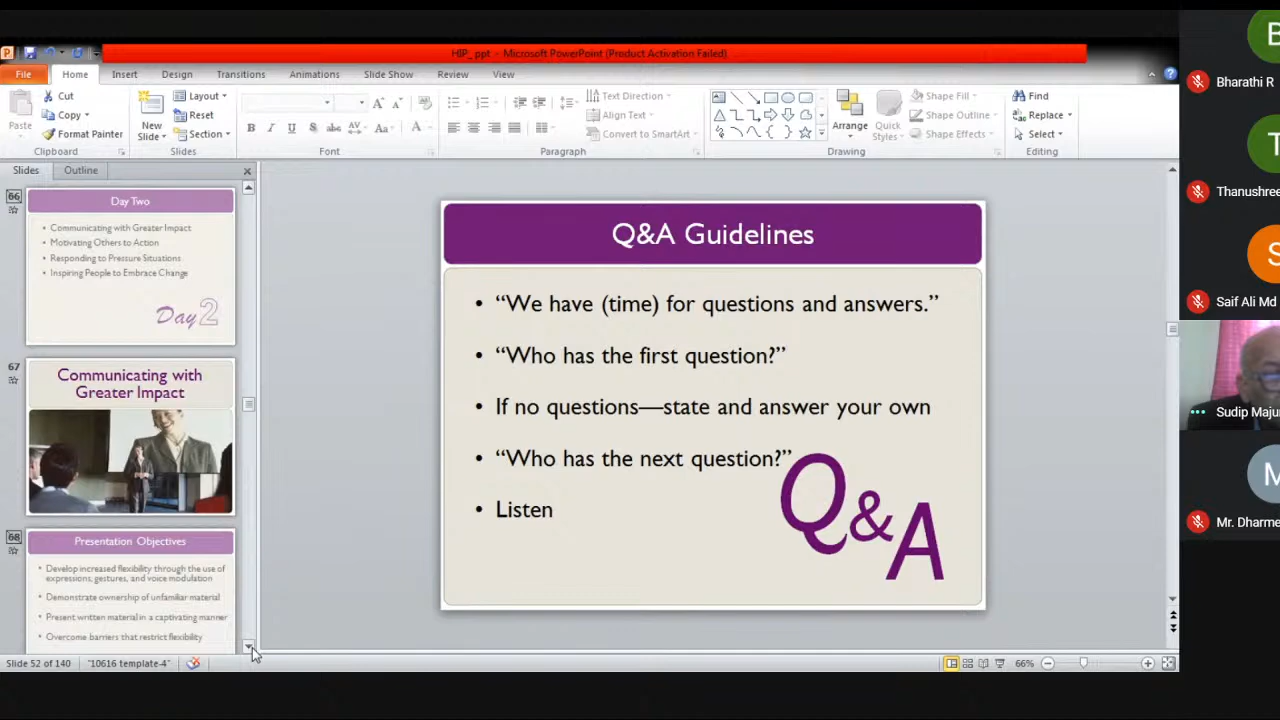 HIP_ppt - Microsoft PowerPoint (Product Activation Failed)
File Home Insert Design Transitions Animations Slide Show Review View
Paste
Cut
Copy
Format Painter
Clipboard
New
Slide
Layout
Reset
Section
Slides
B I U S abc AV Aa A
Font
Text Direction
Align Text
Convert to SmartArt
Paragraph
Arrange
Quick
Styles
Shape Fill
Shape Outline
Shape Effects
Drawing
Find
Replace
Select
Editing
Slides Outline
66
Day Two
• Communicating with Greater Impact
• Motivating Others to Action
• Responding to Pressure Situations
• Inspiring People to Embrace Change
Day 2
67
Communicating with
Greater Impact
68
Presentation Objectives
• Develop increased flexibility through the use of
expressions, gestures, and voice modulation
• Demonstrate ownership of unfamiliar material
• Present written material in a captivating manner
• Overcome barriers that restrict flexibility
Q&A Guidelines
• “We have (time) for questions and answers.”
• “Who has the first question?”
• If no questions—state and answer your own
• “Who has the next question?”
• Listen
Q&A
Slide 52 of 140 "10616 template-4" 66%
B
Bharathi R
T
Thanushree
S
Saif Ali Md
Sudip Maju
M
Mr. Dharme